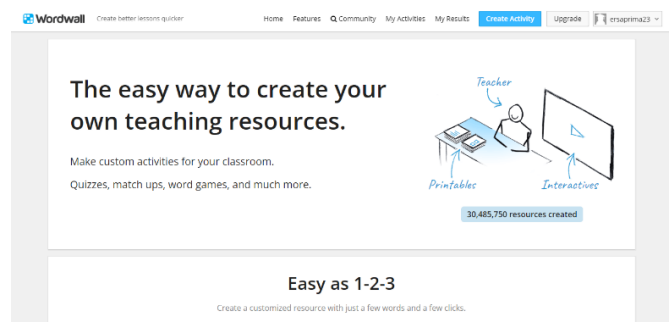 Wordwall Create better lessons quicker Home Features Community My Activities My Results Create Activity Upgrade ersaprima23
The easy way to create your
own teaching resources.
Make custom activities for your classroom.
Quizzes, match ups, word games, and much more.
Teacher
Printables
Interactives
30,485,750 resources created
Easy as 1-2-3
Create a customized resource with just a few words and a few clicks.